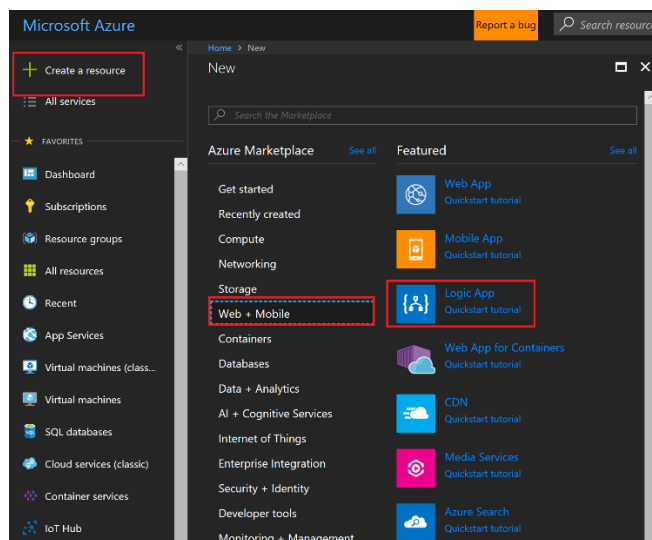 Microsoft Azure
Report a bug
Search resourc
Create a resource
All services
FAVORITES
Dashboard
Subscriptions
Resource groups
All resources
Recent
App Services
Virtual machines (class...
Virtual machines
SQL databases
Cloud services (classic)
Container services
IoT Hub
Home > New
New
Search the Marketplace
Azure Marketplace
See all
Get started
Recently created
Compute
Networking
Storage
Web + Mobile
Containers
Databases
Data + Analytics
AI + Cognitive Services
Internet of Things
Enterprise Integration
Security + Identity
Developer tools
Monitoring + Management
Featured
See all
Web App
Quickstart tutorial
Mobile App
Quickstart tutorial
Logic App
Quickstart tutorial
Web App for Containers
Quickstart tutorial
CDN
Quickstart tutorial
Media Services
Quickstart tutorial
Azure Search
Quickstart tutorial